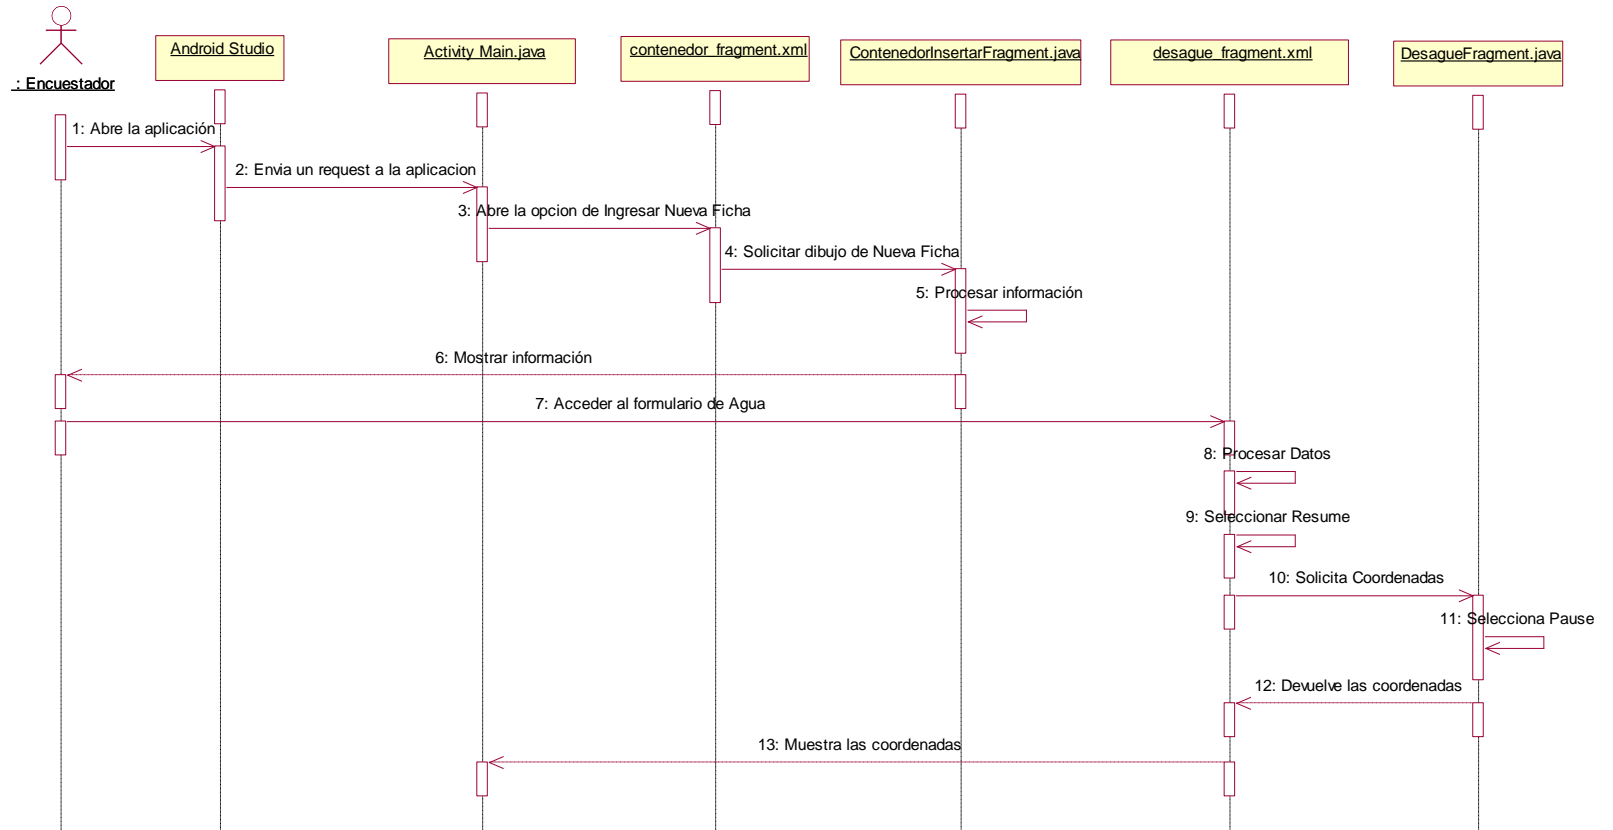 : Encuestador
Android Studio
Activity Main.java
contenedor_fragment.xml
ContenedorInsertarFragment.java
desague_fragment.xml
DesagueFragment.java
1: Abre la aplicación
2: Envia un request a la aplicacion
3: Abre la opcion de Ingresar Nueva Ficha
4: Solicitar dibujo de Nueva Ficha
5: Procesar información
6: Mostrar información
7: Acceder al formulario de Agua
8: Procesar Datos
9: Seleccionar Resume
10: Solicita Coordenadas
11: Selecciona Pause
12: Devuelve las coordenadas
13: Muestra las coordenadas